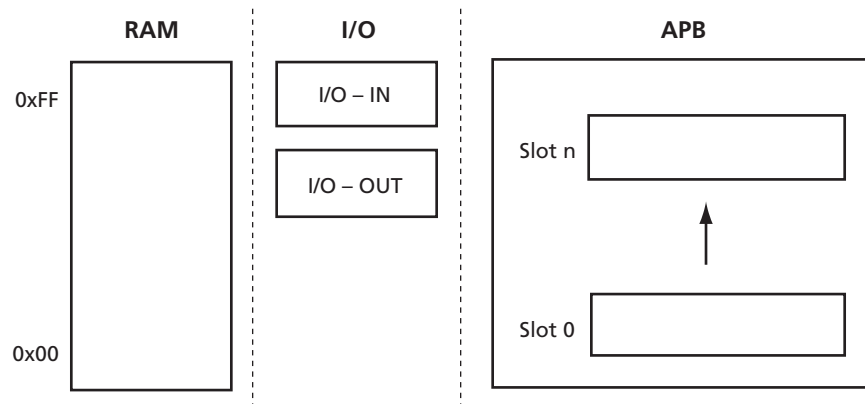 RAM
I/O
APB
0xFF
I/O – IN
Slot n
I/O – OUT
Slot 0
0x00